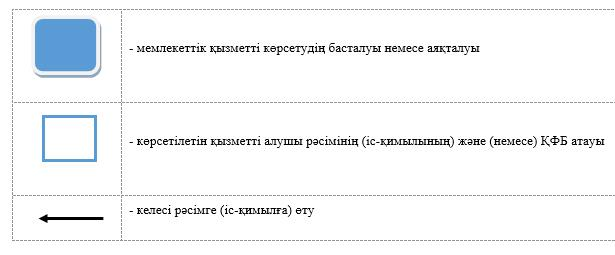 - мемлекеттік қызметті көрсетудің басталуы немесе аяқталуы
- көрсетілетін қызметті алушы рәсімінің (іс-қимылының) және (немесе) ҚФБ атауы
- келесі рәсімге (іс-қимылға) өту